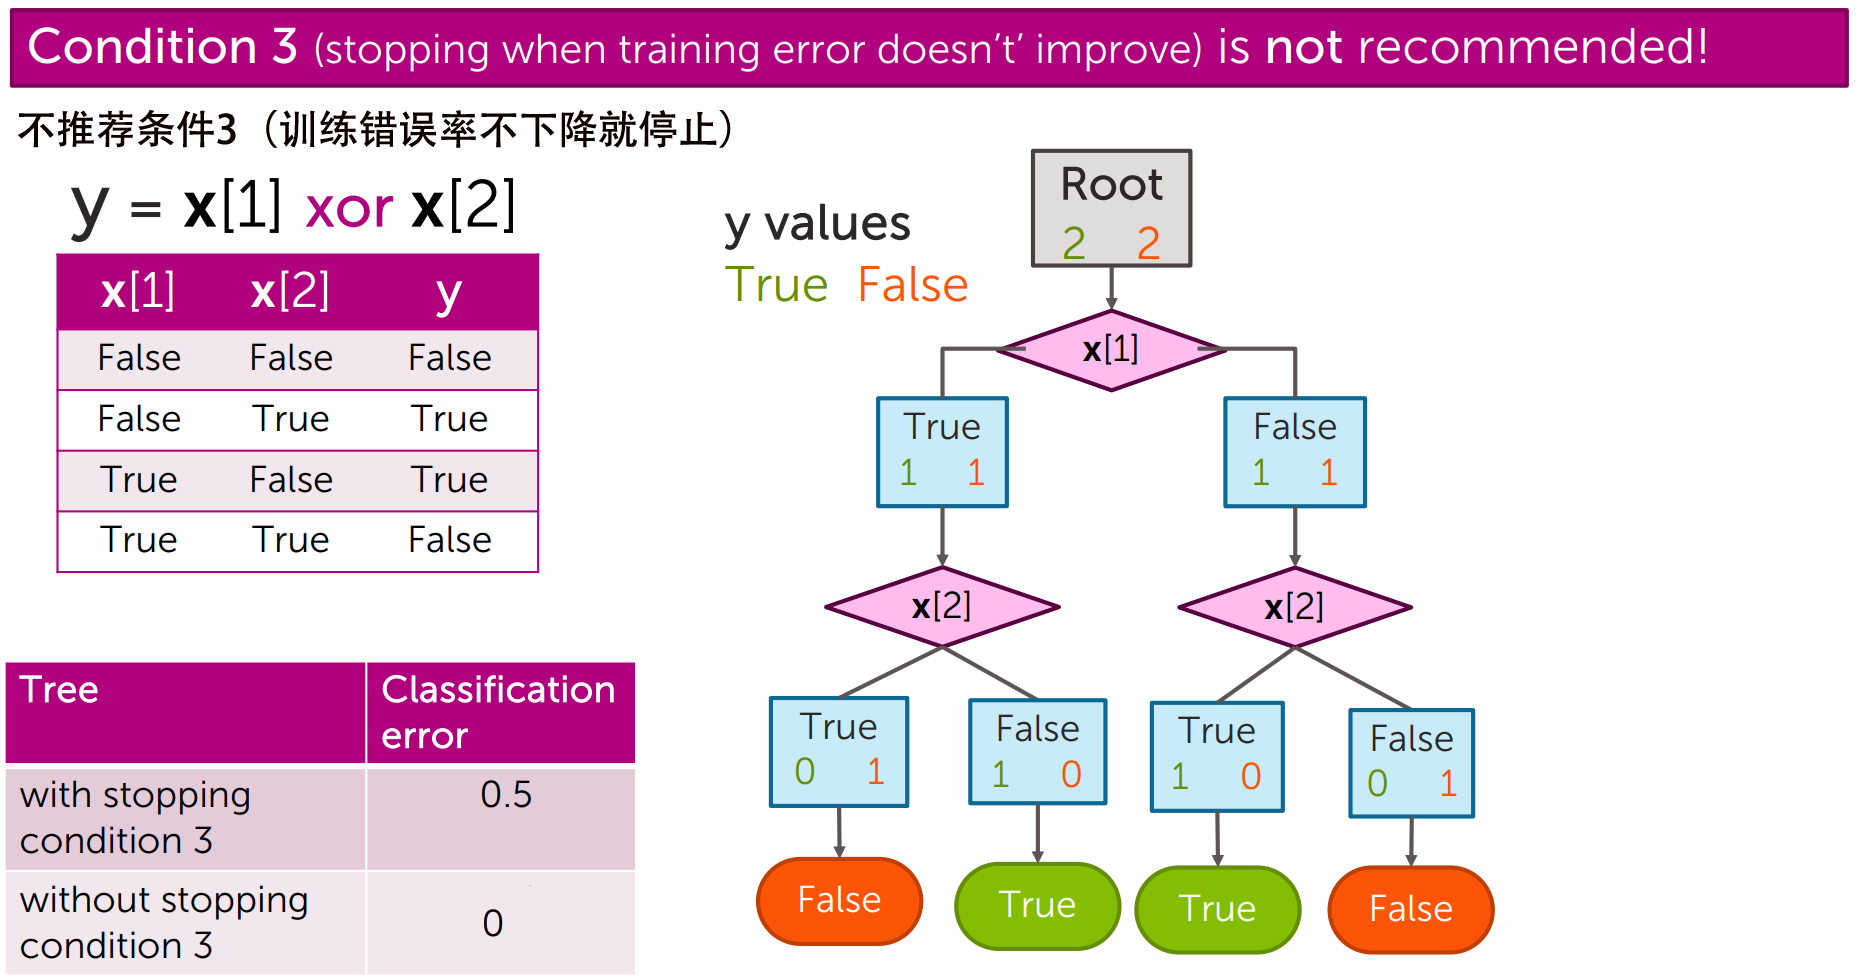 Condition 3 (stopping when training error doesn't' improve) is not recommended!
不推荐条件3（训练错误率不下降就停止）
y = x[1] xor x[2]
x[1] x[2] y
False False False
False True True
True False True
True True False
Tree Classification error
with stopping condition 3 0.5
without stopping condition 3 0
y values
True False
Root
2 2
x[1]
True False
1 1 1 1
x[2] x[2]
True False True False
0 1 1 0 1 0 0 1
False True True False